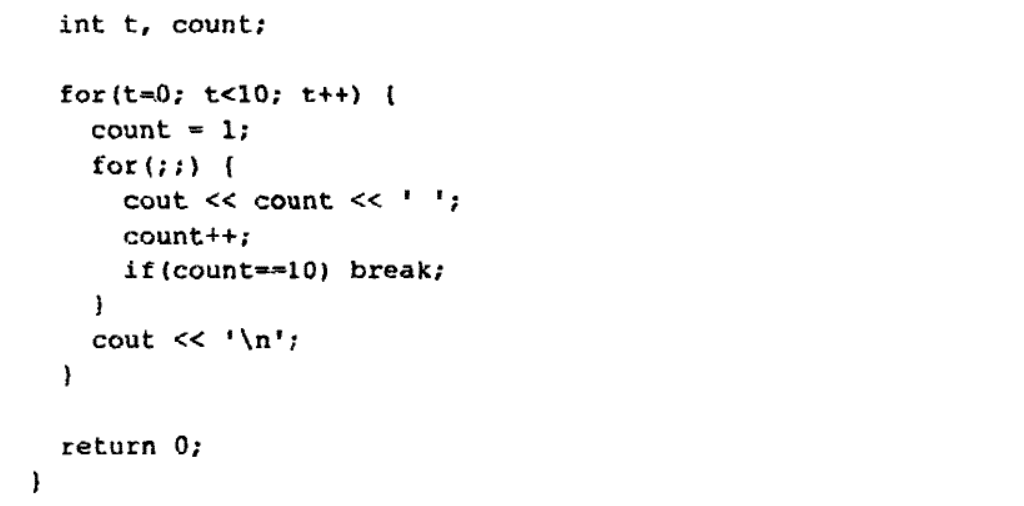 int t, count;
for(t=0; t<10; t++) {
count = 1;
for(;;) {
cout << count << ' ';
count++;
if(count==10) break;
}
cout << '\n';
}
return 0;
}